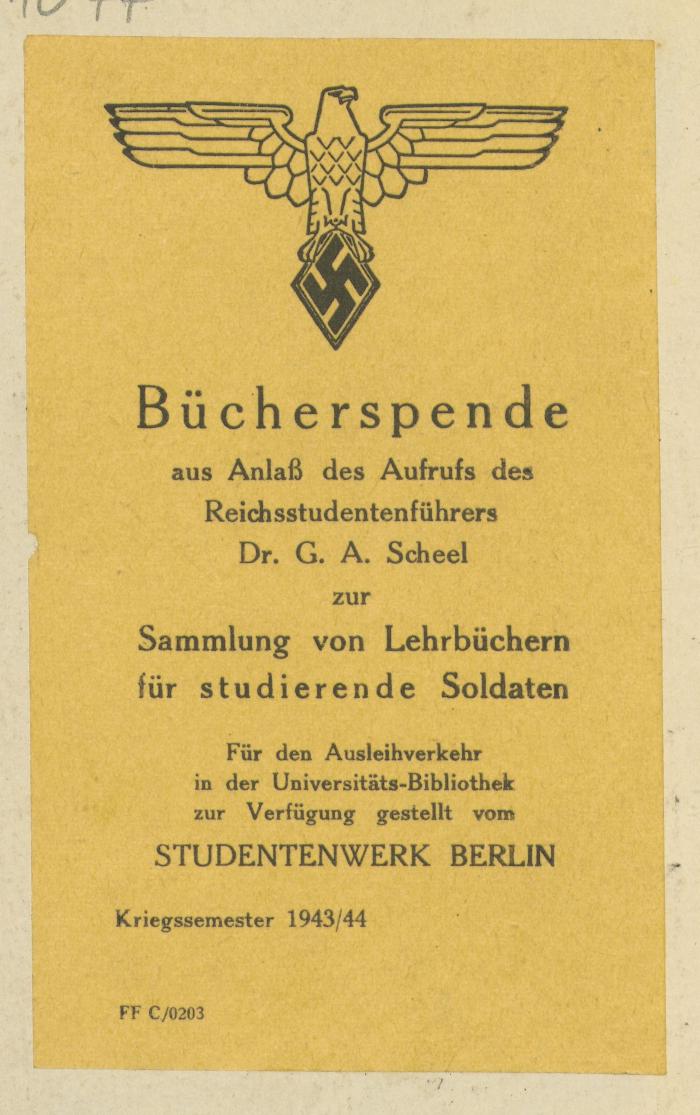 Bücherspende
aus Anlaß des Aufrufs des
Reichsstudentenführers
Dr. G. A. Scheel
zur
Sammlung von Lehrbüchern
für studierende Soldaten
Für den Ausleihverkehr
in der Universitäts-Bibliothek
zur Verfügung gestellt vom
STUDENTENWERK BERLIN
Kriegssemester 1943/44
FF C/0203